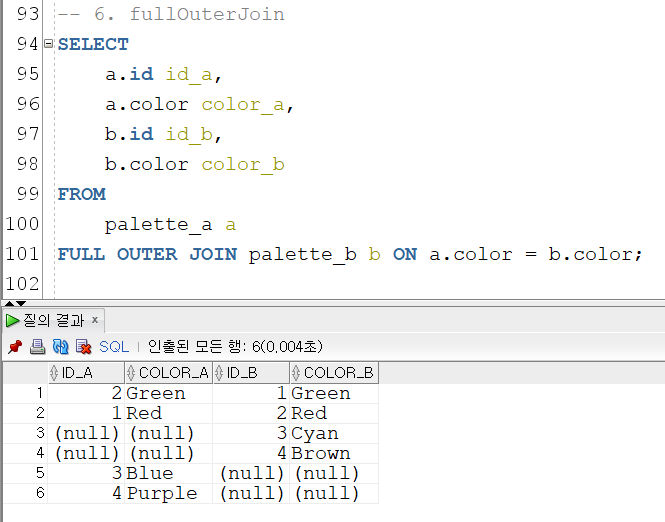 93 -- 6. fullOuterJoin
94 SELECT
95 a.id id_a,
96 a.color color_a,
97 b.id id_b,
98 b.color color_b
99 FROM
100 palette_a a
101 FULL OUTER JOIN palette_b b ON a.color = b.color;
102
질의 결과 x
SQL | 인출된 모든 행: 6(0,004초)
ID_A COLOR_A ID_B COLOR_B
1 2 Green 1 Green
2 1 Red 2 Red
3 (null) (null) 3 Cyan
4 (null) (null) 4 Brown
5 3 Blue (null) (null)
6 4 Purple (null) (null)